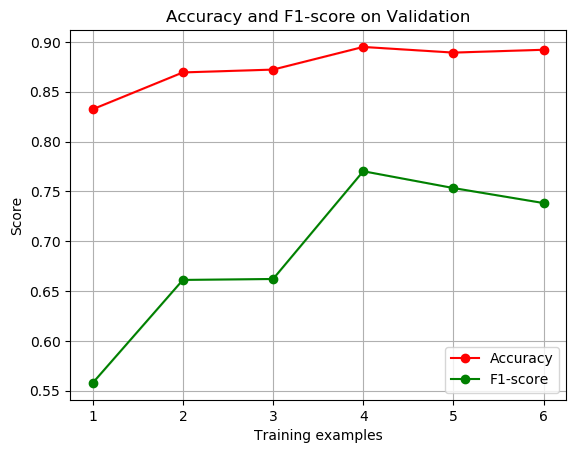 Accuracy and F1-score on Validation
0.90
0.85
0.80
0.75
0.70
0.65
0.60
0.55
Score
Accuracy
F1-score
1 2 3 4 5 6
Training examples